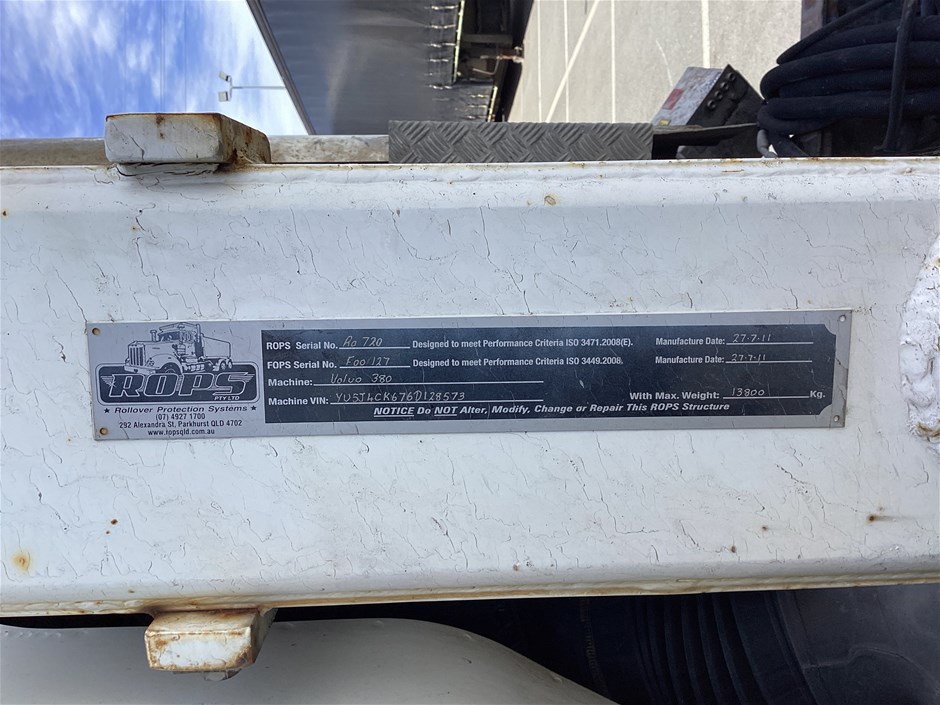 ROPS
PTY LTD
★ Rollover Protection Systems ★
(07) 4927 1700
292 Alexandra St, Parkhurst QLD 4702
www.ropsqld.com.au
ROPS Serial No. Ro 720 Designed to meet Performance Criteria ISO 3471.2008(E). Manufacture Date: 27-7-11
FOPS Serial No. Foo 127 Designed to meet Performance Criteria ISO 3449.2008. Manufacture Date: 27-7-11
Machine: Volvo 380
Machine VIN: YU5J4CK676D128573 With Max. Weight: 13800 Kg.
NOTICE Do NOT Alter, Modify, Change or Repair This ROPS Structure